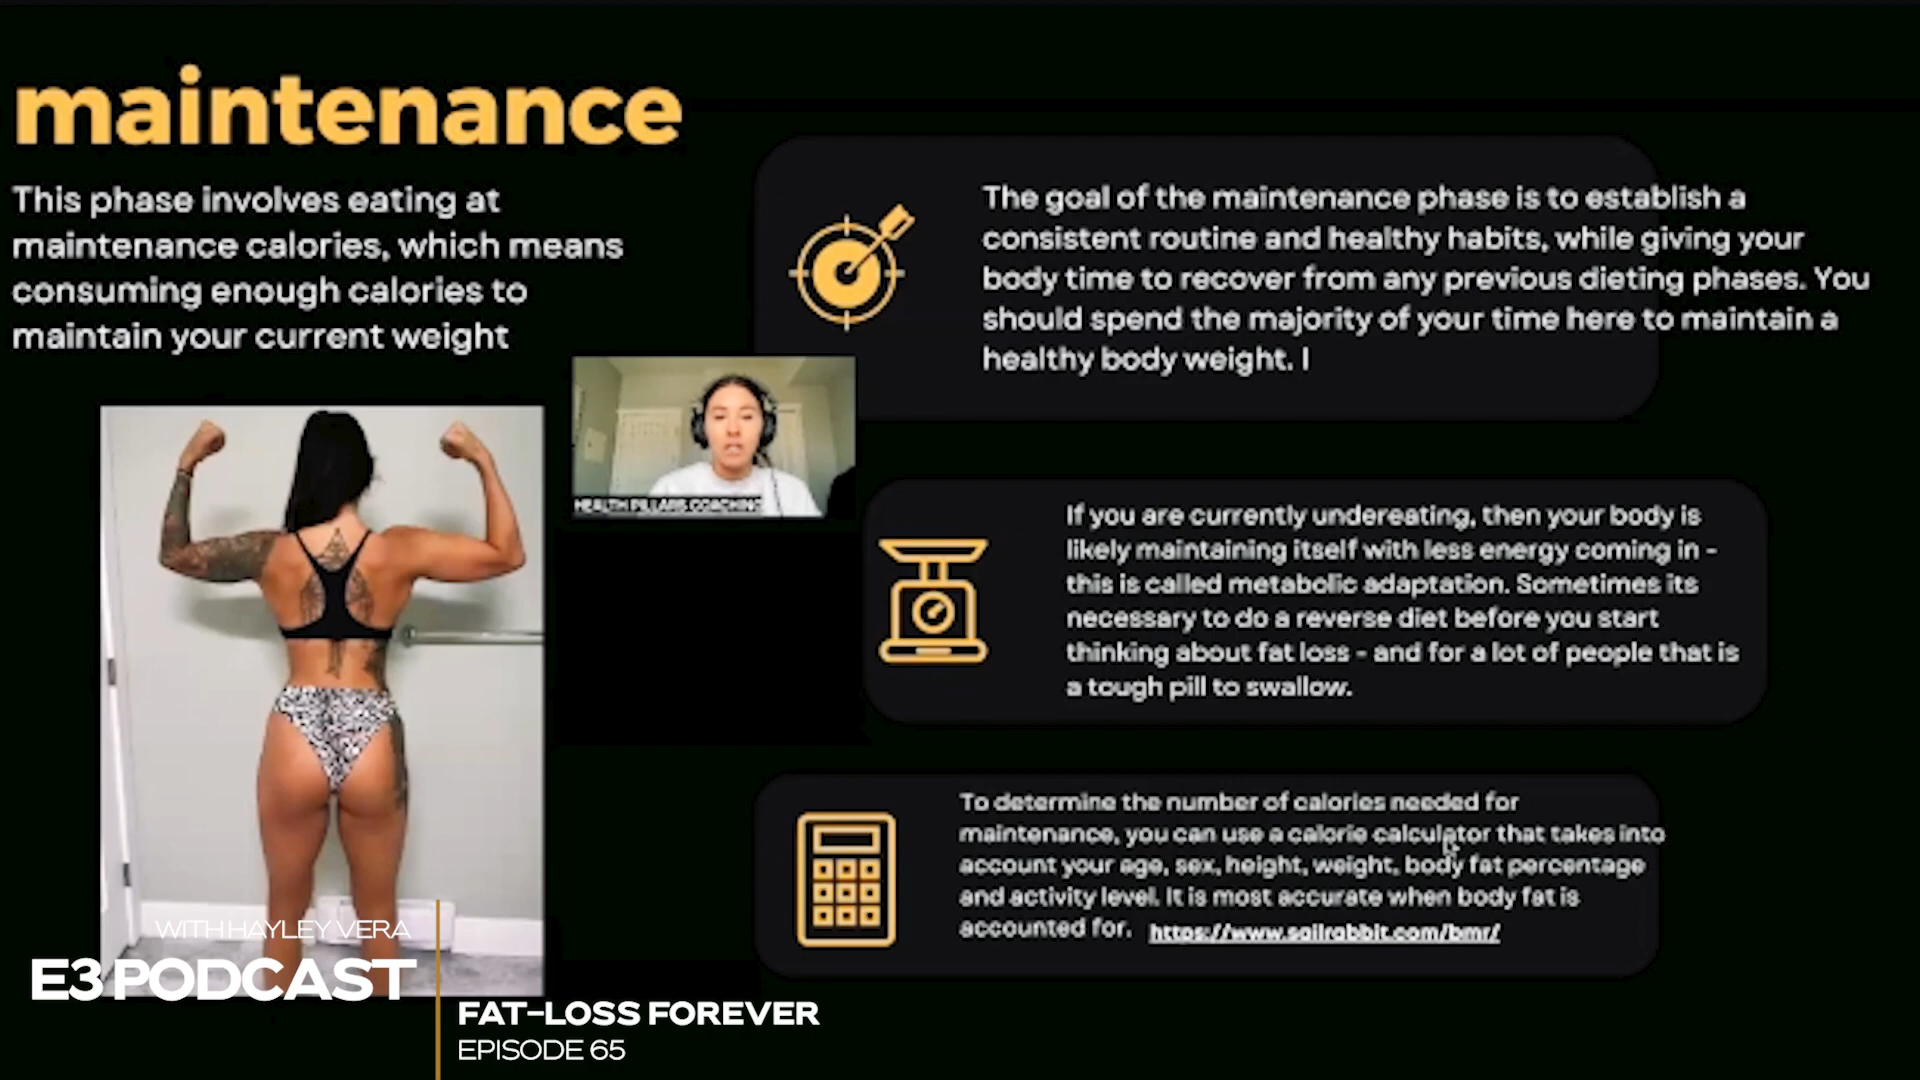 maintenance
This phase involves eating at
maintenance calories, which means
consuming enough calories to
maintain your current weight
The goal of the maintenance phase is to establish a
consistent routine and healthy habits, while giving your
body time to recover from any previous dieting phases. You
should spend the majority of your time here to maintain a
healthy body weight. I
HEALTH PILLARS COACHING
If you are currently undereating, then your body is
likely maintaining itself with less energy coming in -
this is called metabolic adaptation. Sometimes its
necessary to do a reverse diet before you start
thinking about fat loss - and for a lot of people that is
a tough pill to swallow.
To determine the number of calories needed for
maintenance, you can use a calorie calculator that takes into
account your age, sex, height, weight, body fat percentage
and activity level. It is most accurate when body fat is
accounted for. https://www.sailrabbit.com/bmr/
WITH HAYLEY VERA
E3 PODCAST
FAT-LOSS FOREVER
EPISODE 65